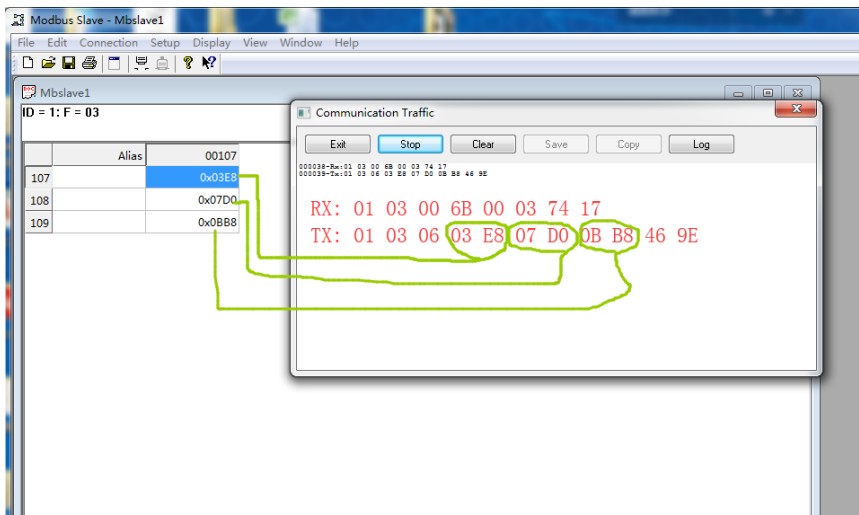 Modbus Slave - Mbslave1
File Edit Connection Setup Display View Window Help
Mbslave1
ID = 1: F = 03
Communication Traffic
Exit Stop Clear Save Copy Log
000038-Rx:01 03 00 6B 00 03 74 17
000039-Tx:01 03 06 03 E8 07 D0 0B B8 46 9E
Alias 00107
107 0x03E8
108 0x07D0
109 0x0BB8
RX: 01 03 00 6B 00 03 74 17
TX: 01 03 06 03 E8 07 D0 0B B8 46 9E